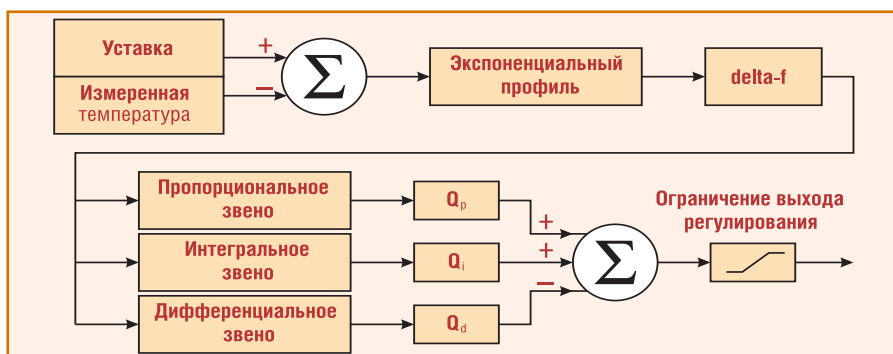 Уставка
+
Измеренная
температура
−
Σ
Экспоненциальный
профиль
delta-f
Пропорциональное
звено
Qp
+
Интегральное
звено
Qi
+
Дифференциальное
звено
Qd
−
Σ
Ограничение выхода
регулирования